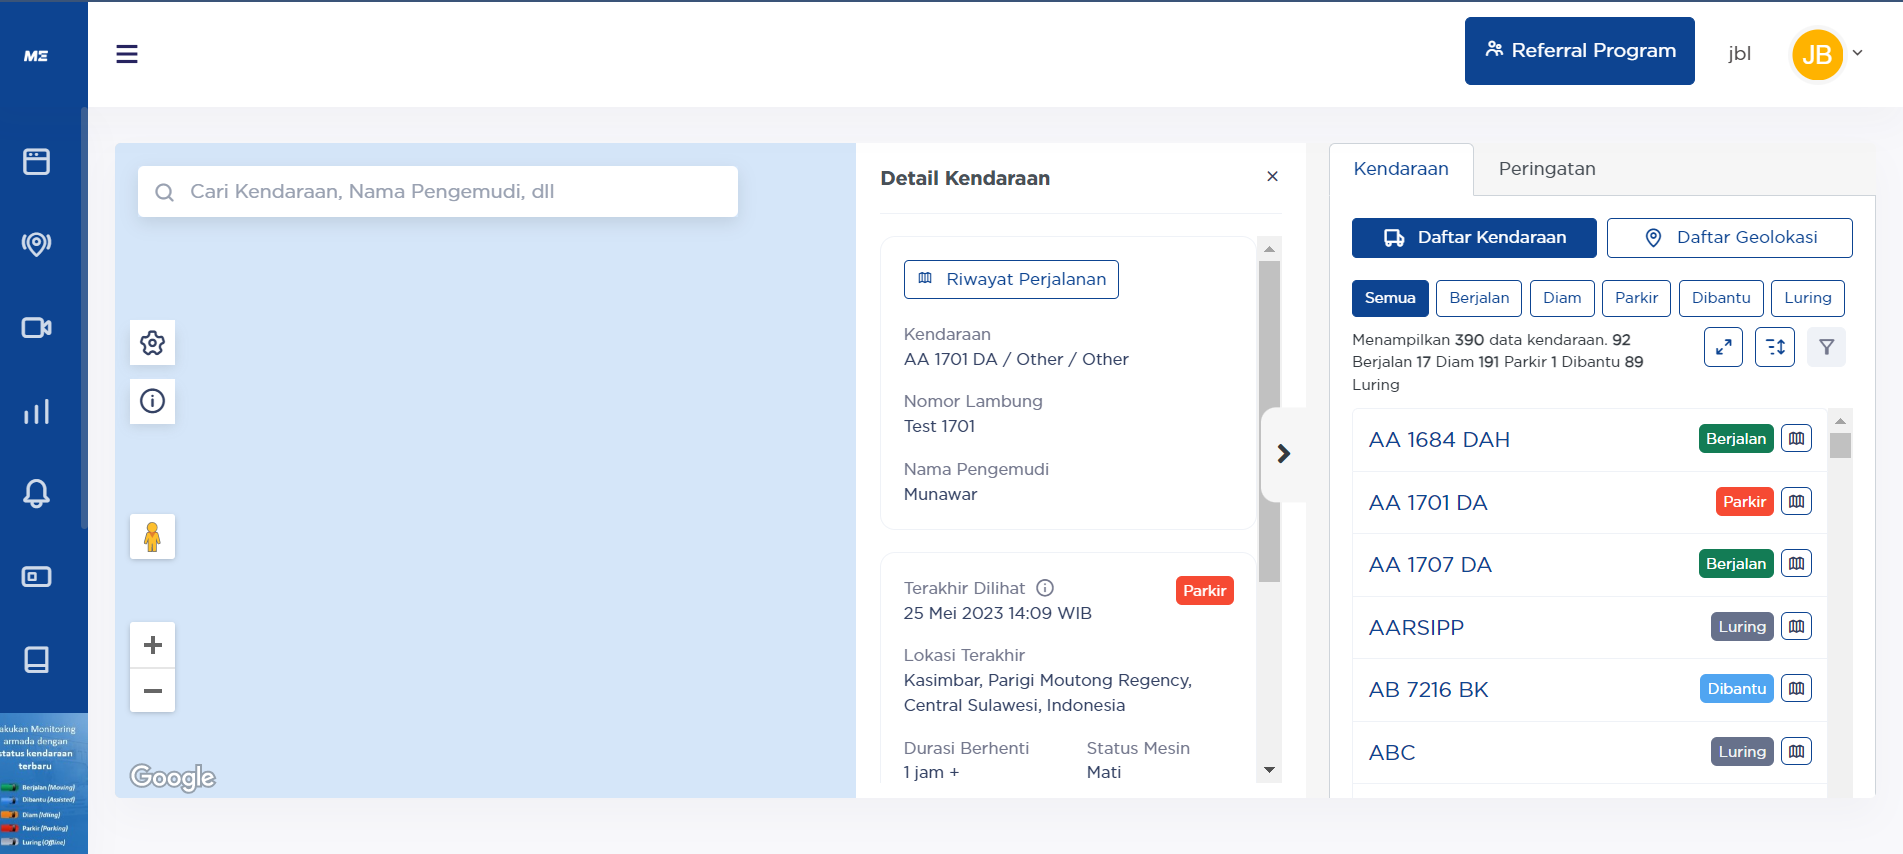 ME
Referral Program
jbl
JB
Cari Kendaraan, Nama Pengemudi, dll
Google
Detail Kendaraan
Riwayat Perjalanan
Kendaraan
AA 1701 DA / Other / Other
Nomor Lambung
Test 1701
Nama Pengemudi
Munawar
Terakhir Dilihat
Parkir
25 Mei 2023 14:09 WIB
Lokasi Terakhir
Kasimbar, Parigi Moutong Regency,
Central Sulawesi, Indonesia
Durasi Berhenti Status Mesin
1 jam + Mati
Kendaraan Peringatan
Daftar Kendaraan Daftar Geolokasi
Semua Berjalan Diam Parkir Dibantu Luring
Menampilkan 390 data kendaraan. 92
Berjalan 17 Diam 191 Parkir 1 Dibantu 89
Luring
AA 1684 DAH Berjalan
AA 1701 DA Parkir
AA 1707 DA Berjalan
AARSIPP Luring
AB 7216 BK Dibantu
ABC Luring
akukan Monitoring
armada dengan
status kendaraan
terbaru
Berjalan (Moving)
Dibantu (Assisted)
Diam (Idling)
Parkir (Parking)
Luring (Offline)